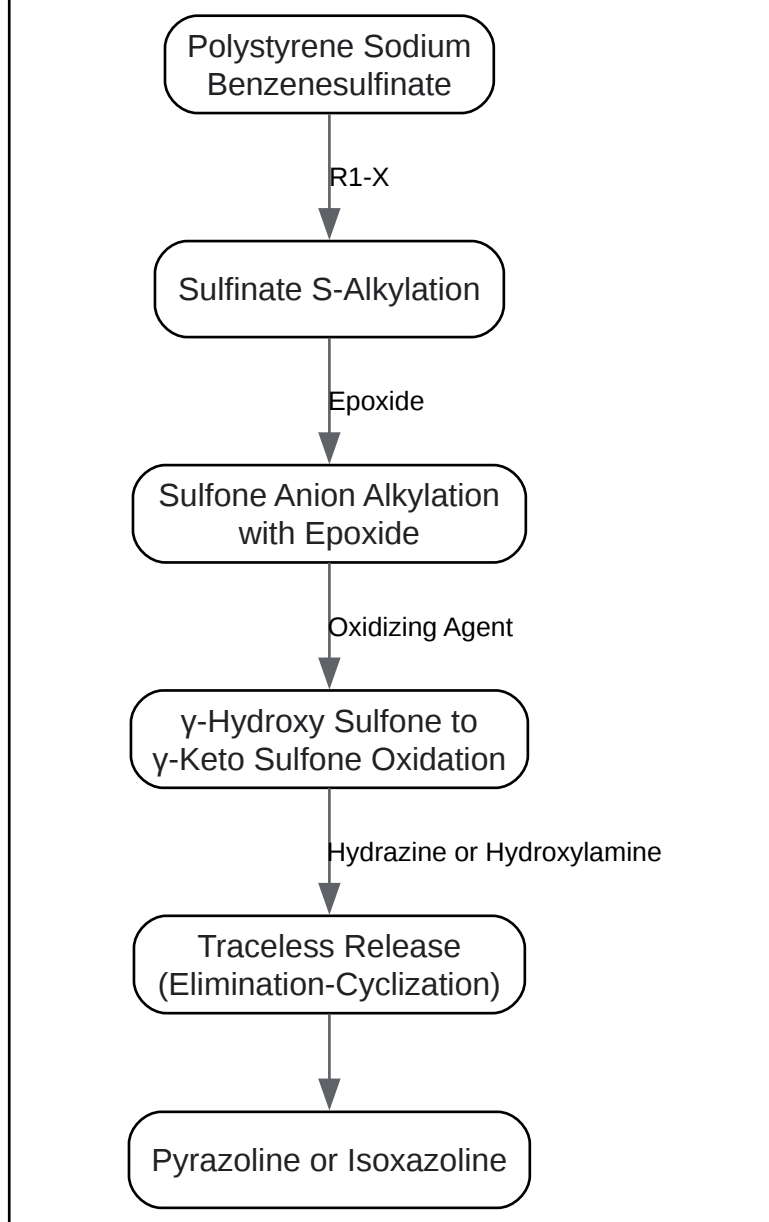 Polystyrene Sodium
Benzenesulfinate
R1-X
Sulfinate S-Alkylation
Epoxide
Sulfone Anion Alkylation
with Epoxide
Oxidizing Agent
γ-Hydroxy Sulfone to
γ-Keto Sulfone Oxidation
Hydrazine or Hydroxylamine
Traceless Release
(Elimination-Cyclization)
Pyrazoline or Isoxazoline